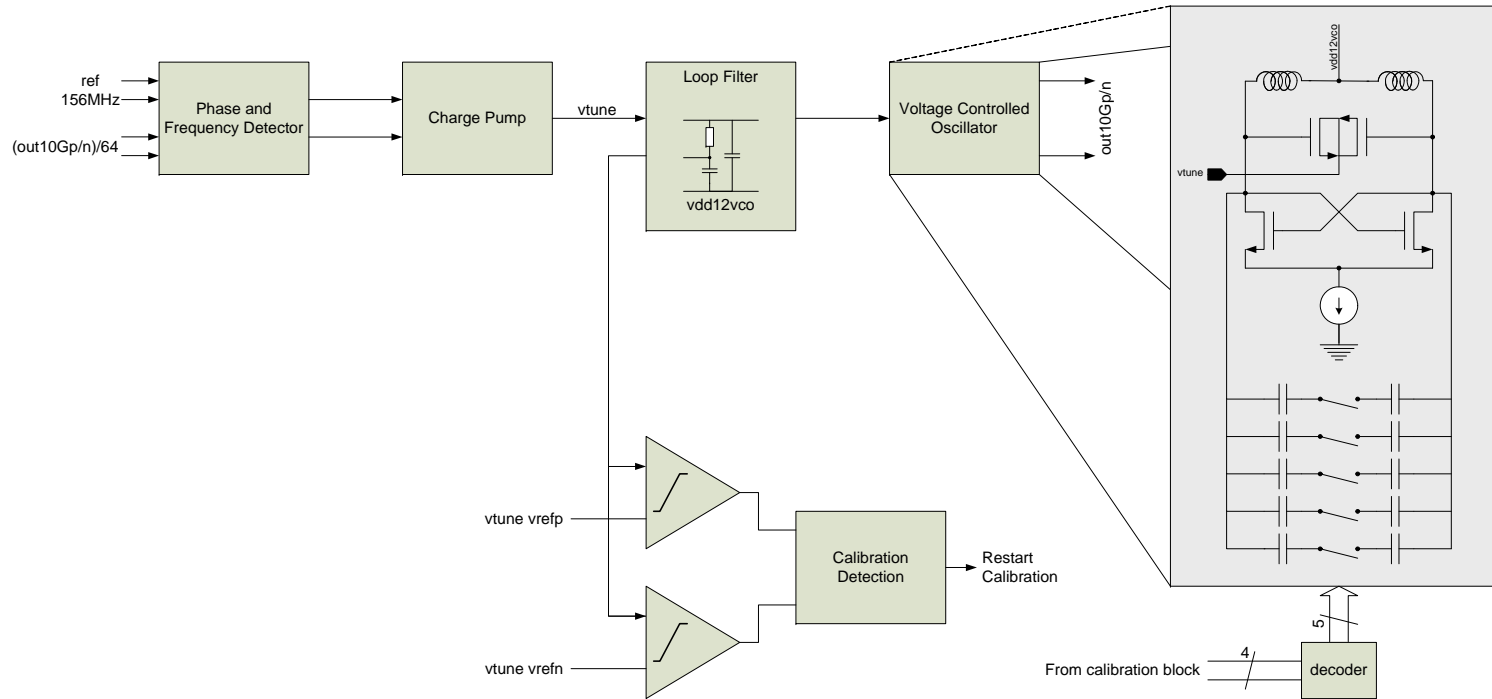 ref
156MHz
(out10Gp/n)/64
Phase and
Frequency Detector
Charge Pump
vtune
Loop Filter
vdd12vco
Voltage Controlled
Oscillator
out10Gp/n
vdd12vco
vtune
vtune vrefp
vtune vrefn
Calibration
Detection
Restart
Calibration
5
4
From calibration block
decoder